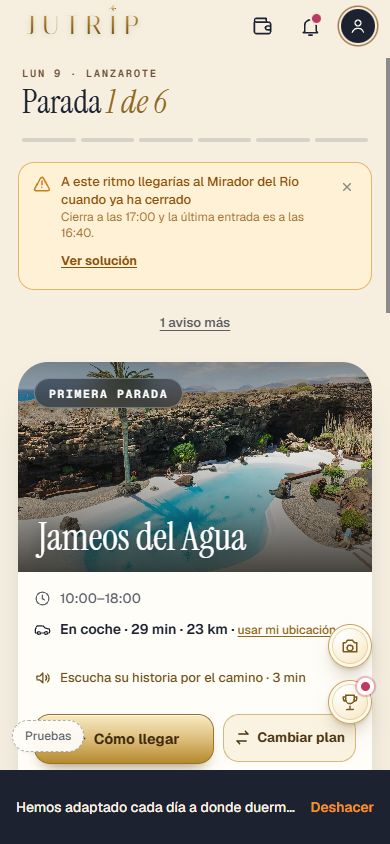 JUTRIP
LUN 9 · LANZAROTE
Parada 1 de 6
A este ritmo llegarías al Mirador del Río
cuando ya ha cerrado
Cierra a las 17:00 y la última entrada es a las
16:40.
Ver solución
1 aviso más
PRIMERA PARADA
Jameos del Agua
10:00–18:00
En coche · 29 min · 23 km · usar mi ubicación
Escucha su historia por el camino · 3 min
Pruebas
Cómo llegar
Cambiar plan
Hemos adaptado cada día a donde duerm...
Deshacer